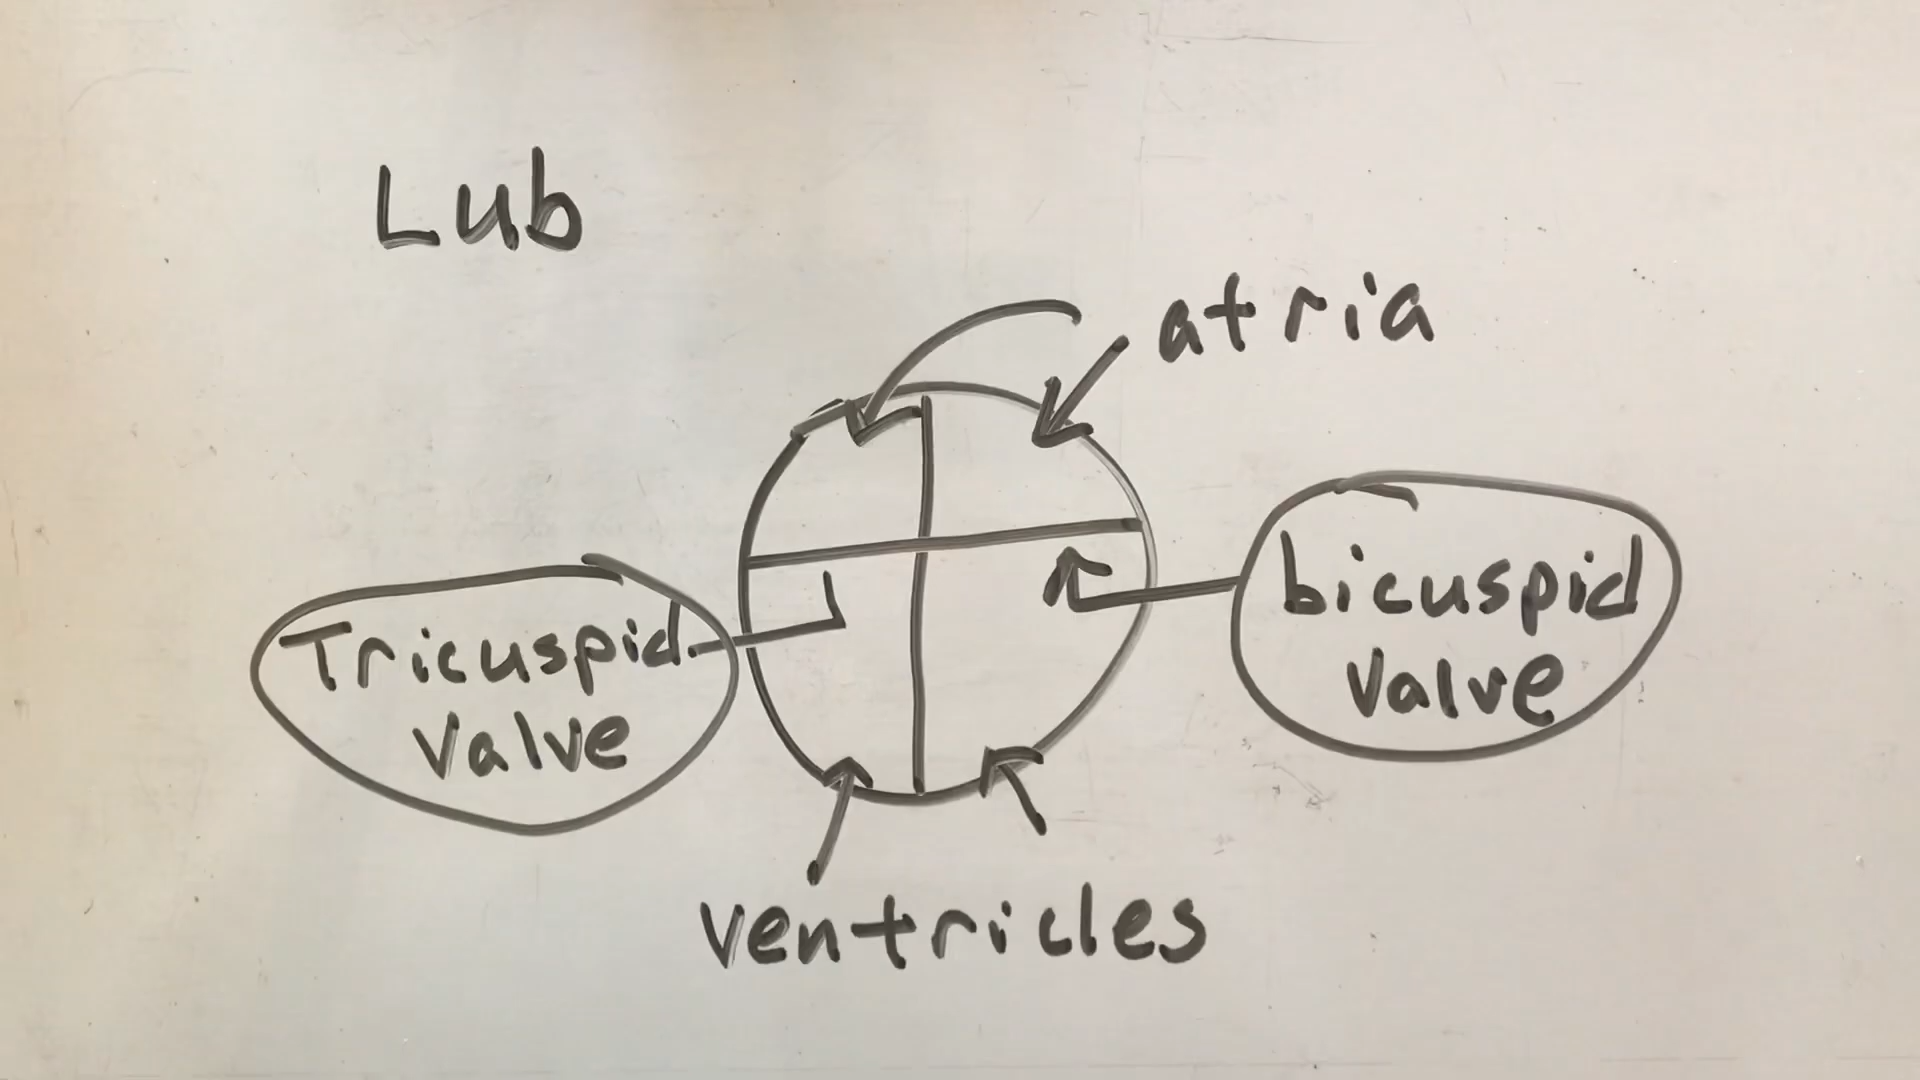 Lub
atria
bicuspid
valve
Tricuspid
valve
ventricles